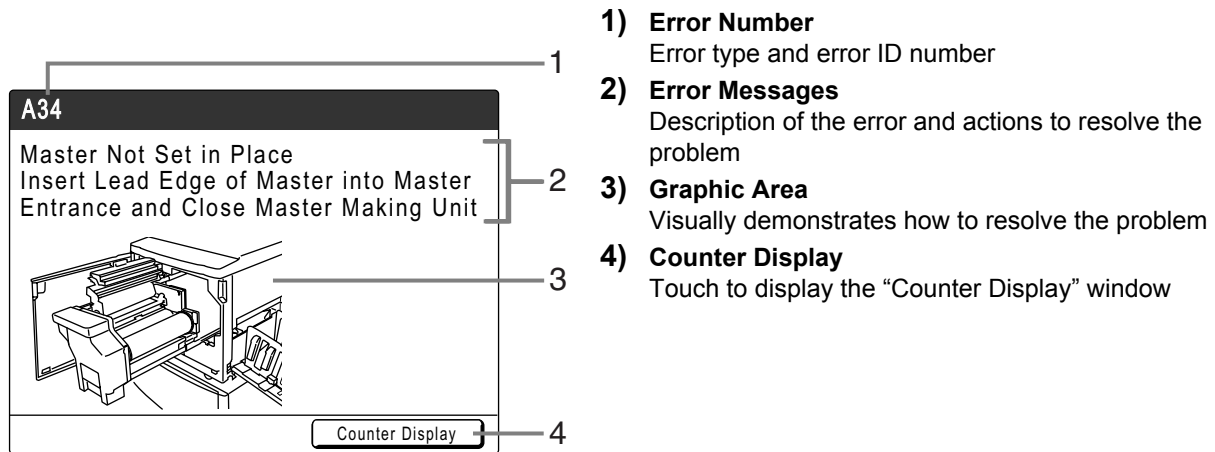 1
A34
Master Not Set in Place
Insert Lead Edge of Master into Master
Entrance and Close Master Making Unit
2
3
Counter Display
4
1) Error Number
Error type and error ID number
2) Error Messages
Description of the error and actions to resolve the
problem
3) Graphic Area
Visually demonstrates how to resolve the problem
4) Counter Display
Touch to display the “Counter Display” window